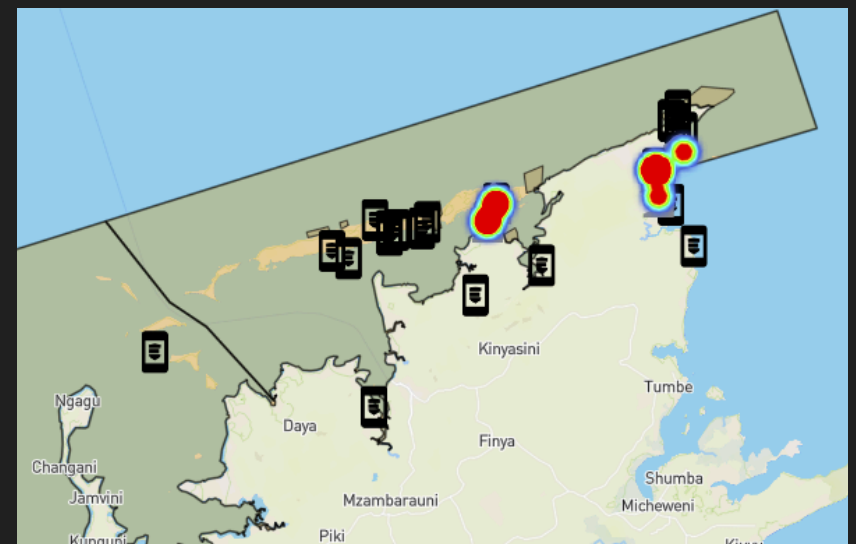 Kinyasini
Tumbe
Ngagu
Daya
Finya
Changani
Shumba
Jamvini
Mzambarauni
Micheweni
Piki